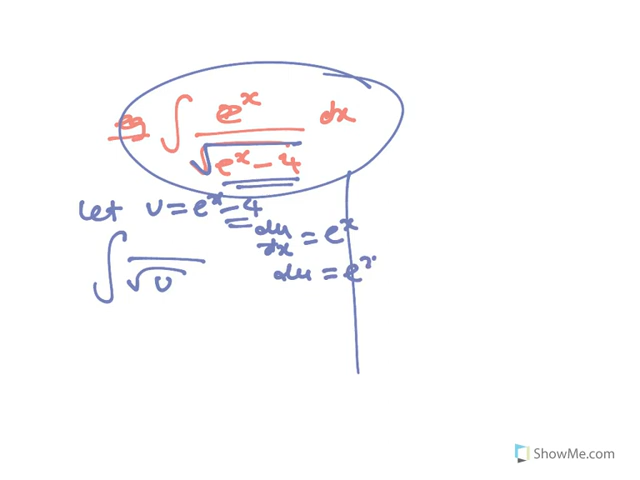 eg ∫ e^x / √(e^x - 4) dx
Let u = e^x - 4
du/dx = e^x
∫ / √u
du = e^x
ShowMe.com